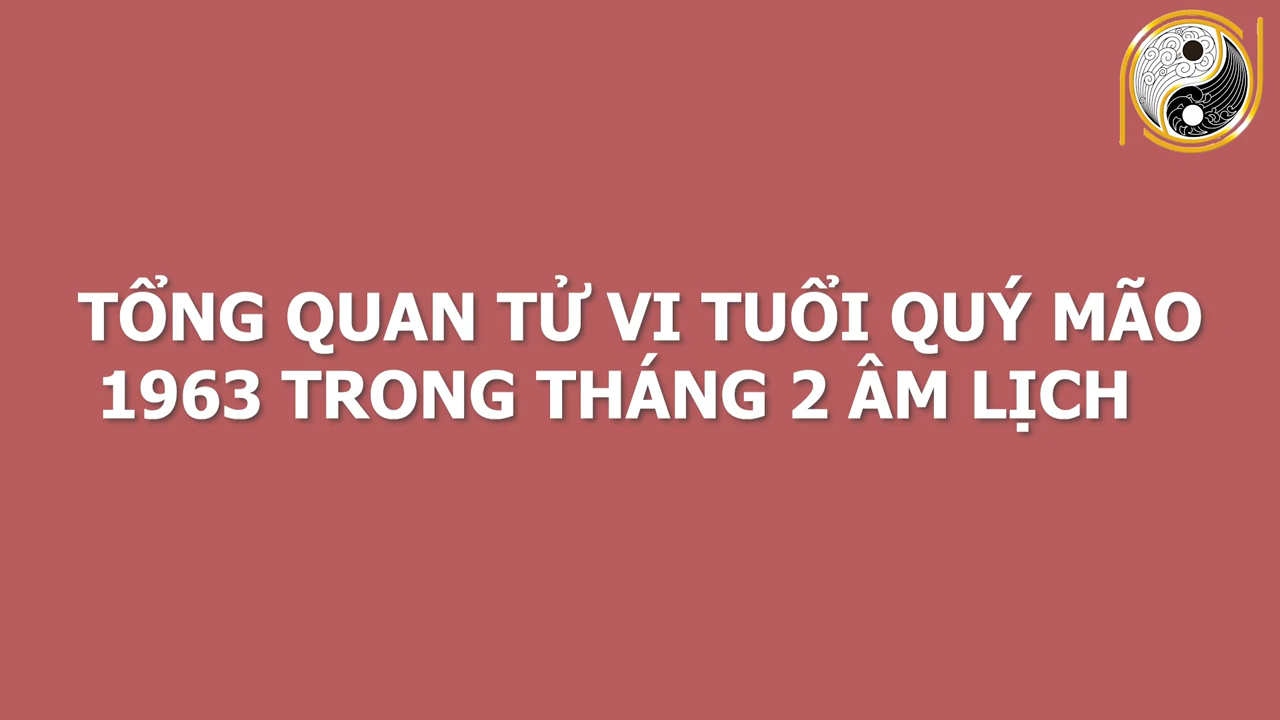 TỔNG QUAN TỬ VI TUỔI QUÝ MÃO
1963 TRONG THÁNG 2 ÂM LỊCH